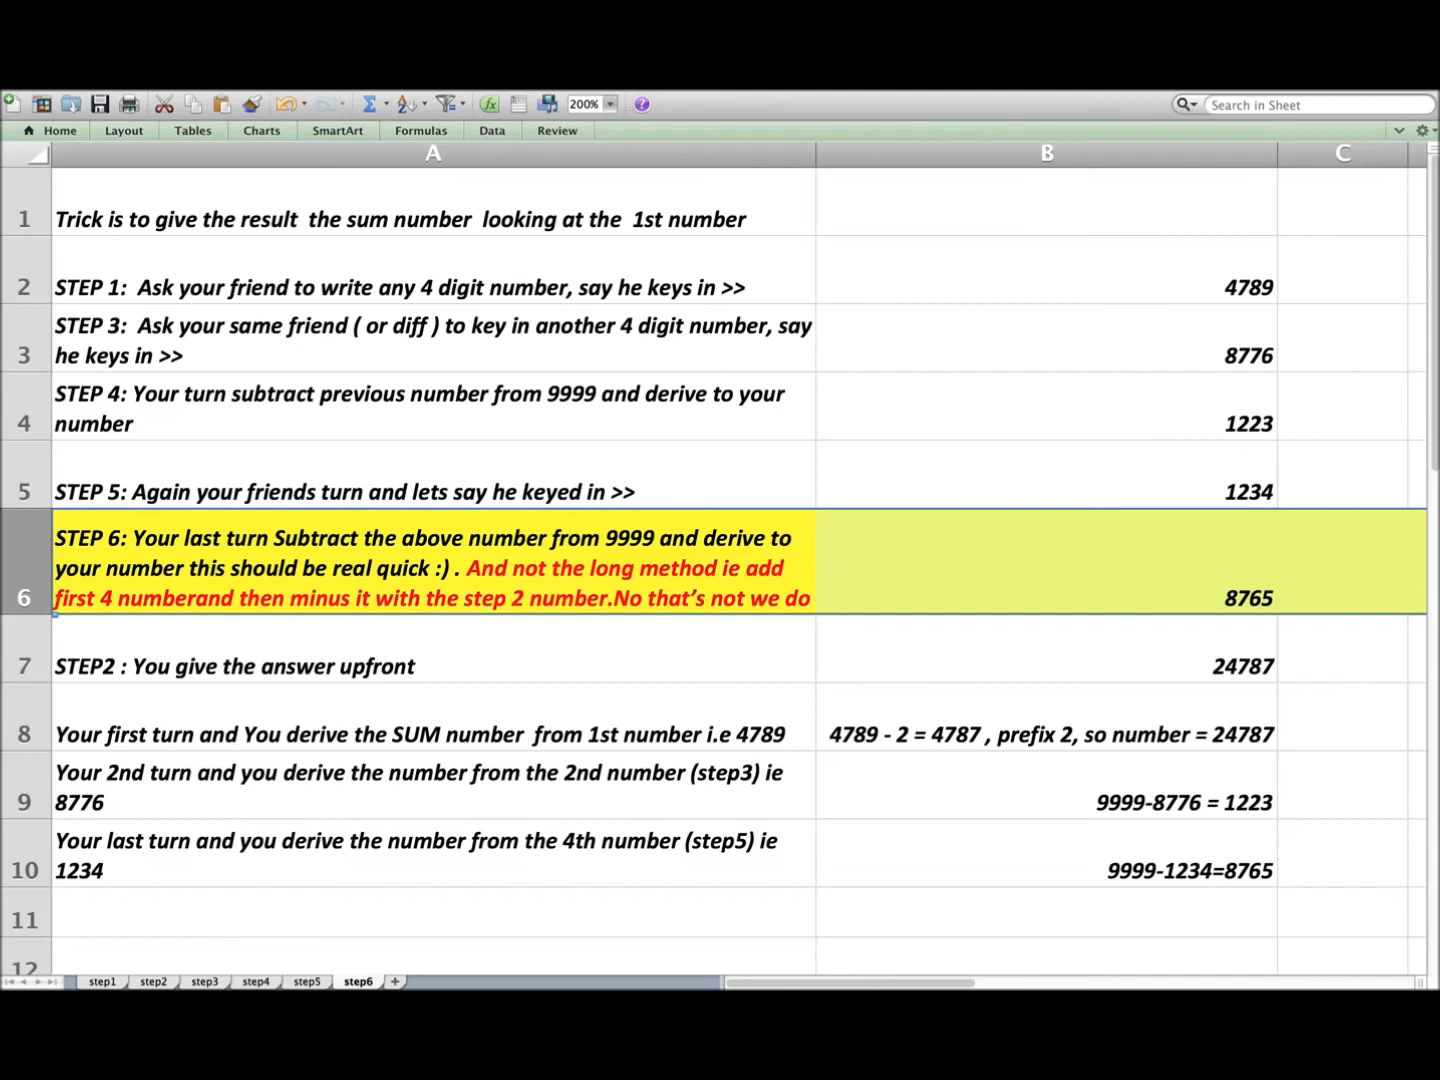 200%
Search in Sheet
Home Layout Tables Charts SmartArt Formulas Data Review
A B C
1 Trick is to give the result the sum number looking at the 1st number
2 STEP 1: Ask your friend to write any 4 digit number, say he keys in >> 4789
STEP 3: Ask your same friend ( or diff ) to key in another 4 digit number, say
3 he keys in >> 8776
STEP 4: Your turn subtract previous number from 9999 and derive to your
4 number 1223
5 STEP 5: Again your friends turn and lets say he keyed in >> 1234
STEP 6: Your last turn Subtract the above number from 9999 and derive to
your number this should be real quick :) . And not the long method ie add
6 first 4 numberand then minus it with the step 2 number.No that's not we do 8765
7 STEP2 : You give the answer upfront 24787
8 Your first turn and You derive the SUM number from 1st number i.e 4789 4789 - 2 = 4787 , prefix 2, so number = 24787
Your 2nd turn and you derive the number from the 2nd number (step3) ie
9 8776 9999-8776 = 1223
Your last turn and you derive the number from the 4th number (step5) ie
10 1234 9999-1234=8765
11
12
step1 step2 step3 step4 step5 step6